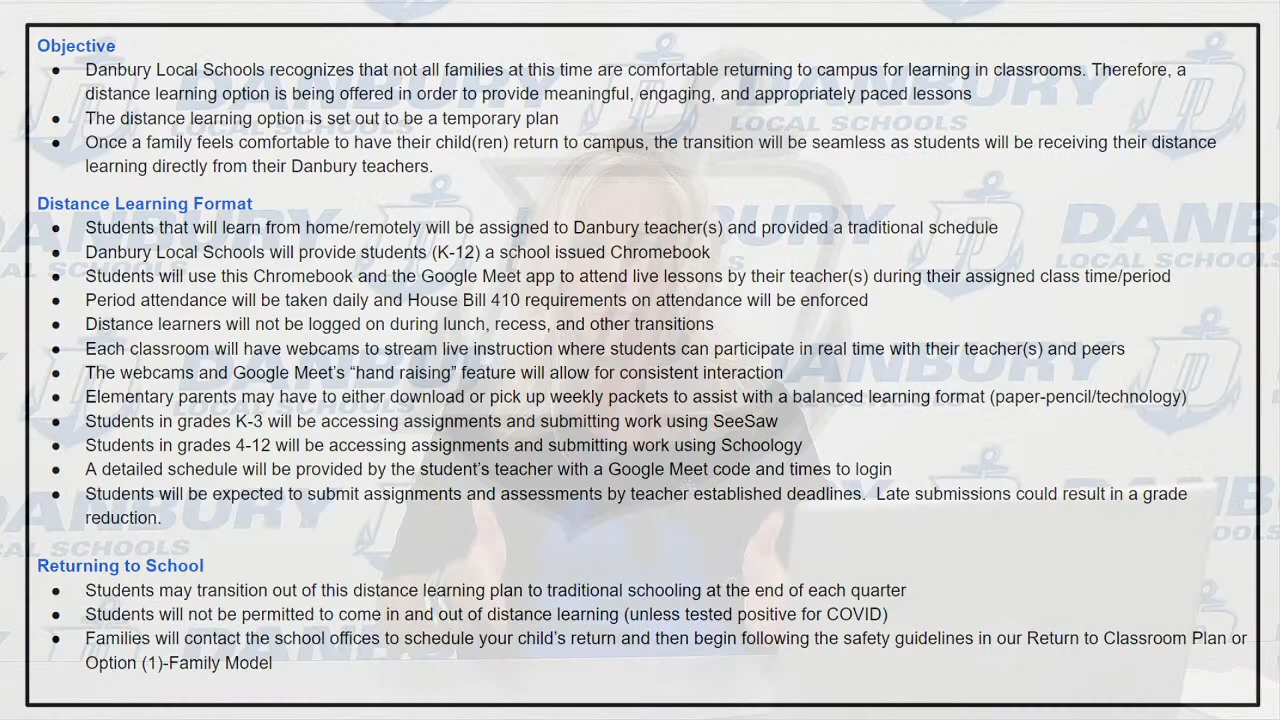 Objective
● Danbury Local Schools recognizes that not all families at this time are comfortable returning to campus for learning in classrooms. Therefore, a
distance learning option is being offered in order to provide meaningful, engaging, and appropriately paced lessons
● The distance learning option is set out to be a temporary plan
● Once a family feels comfortable to have their child(ren) return to campus, the transition will be seamless as students will be receiving their distance
learning directly from their Danbury teachers.
Distance Learning Format
● Students that will learn from home/remotely will be assigned to Danbury teacher(s) and provided a traditional schedule
● Danbury Local Schools will provide students (K-12) a school issued Chromebook
● Students will use this Chromebook and the Google Meet app to attend live lessons by their teacher(s) during their assigned class time/period
● Period attendance will be taken daily and House Bill 410 requirements on attendance will be enforced
● Distance learners will not be logged on during lunch, recess, and other transitions
● Each classroom will have webcams to stream live instruction where students can participate in real time with their teacher(s) and peers
● The webcams and Google Meet’s “hand raising” feature will allow for consistent interaction
● Elementary parents may have to either download or pick up weekly packets to assist with a balanced learning format (paper-pencil/technology)
● Students in grades K-3 will be accessing assignments and submitting work using SeeSaw
● Students in grades 4-12 will be accessing assignments and submitting work using Schoology
● A detailed schedule will be provided by the student’s teacher with a Google Meet code and times to login
● Students will be expected to submit assignments and assessments by teacher established deadlines. Late submissions could result in a grade
reduction.
Returning to School
● Students may transition out of this distance learning plan to traditional schooling at the end of each quarter
● Students will not be permitted to come in and out of distance learning (unless tested positive for COVID)
● Families will contact the school offices to schedule your child’s return and then begin following the safety guidelines in our Return to Classroom Plan or
Option (1)-Family Model
DANBURY
LOCAL SCHOOLS